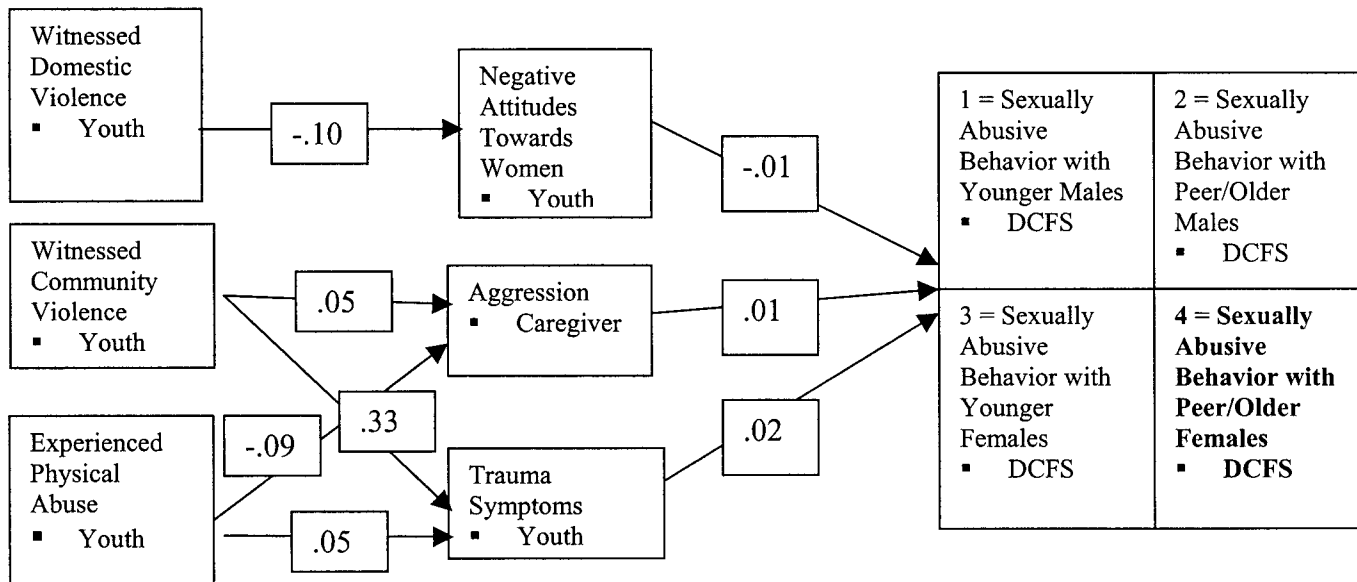 Witnessed
Domestic
Violence
▪ Youth
-.10
Negative
Attitudes
Towards
Women
▪ Youth
-.01
Witnessed
Community
Violence
▪ Youth
.05
Aggression
▪ Caregiver
.01
Experienced
Physical
Abuse
▪ Youth
-.09
.33
.05
Trauma
Symptoms
▪ Youth
.02
1 = Sexually
Abusive
Behavior with
Younger Males
▪ DCFS
2 = Sexually
Abusive
Behavior with
Peer/Older
Males
▪ DCFS
3 = Sexually
Abusive
Behavior with
Younger
Females
▪ DCFS
4 = Sexually
Abusive
Behavior with
Peer/Older
Females
▪ DCFS